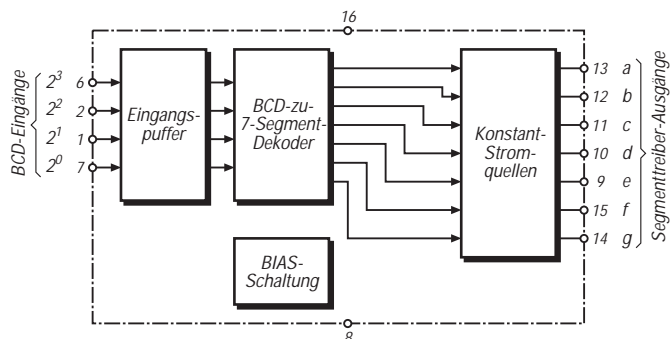 16
BCD-Eingänge
2³ 6
2² 2
2¹ 1
2⁰ 7
Eingangs-
puffer
BCD-zu-
7-Segment-
Dekoder
BIAS-
Schaltung
Konstant-
Strom-
quellen
13 a
12 b
11 c
10 d
9 e
15 f
14 g
Segmenttreiber-Ausgänge
8